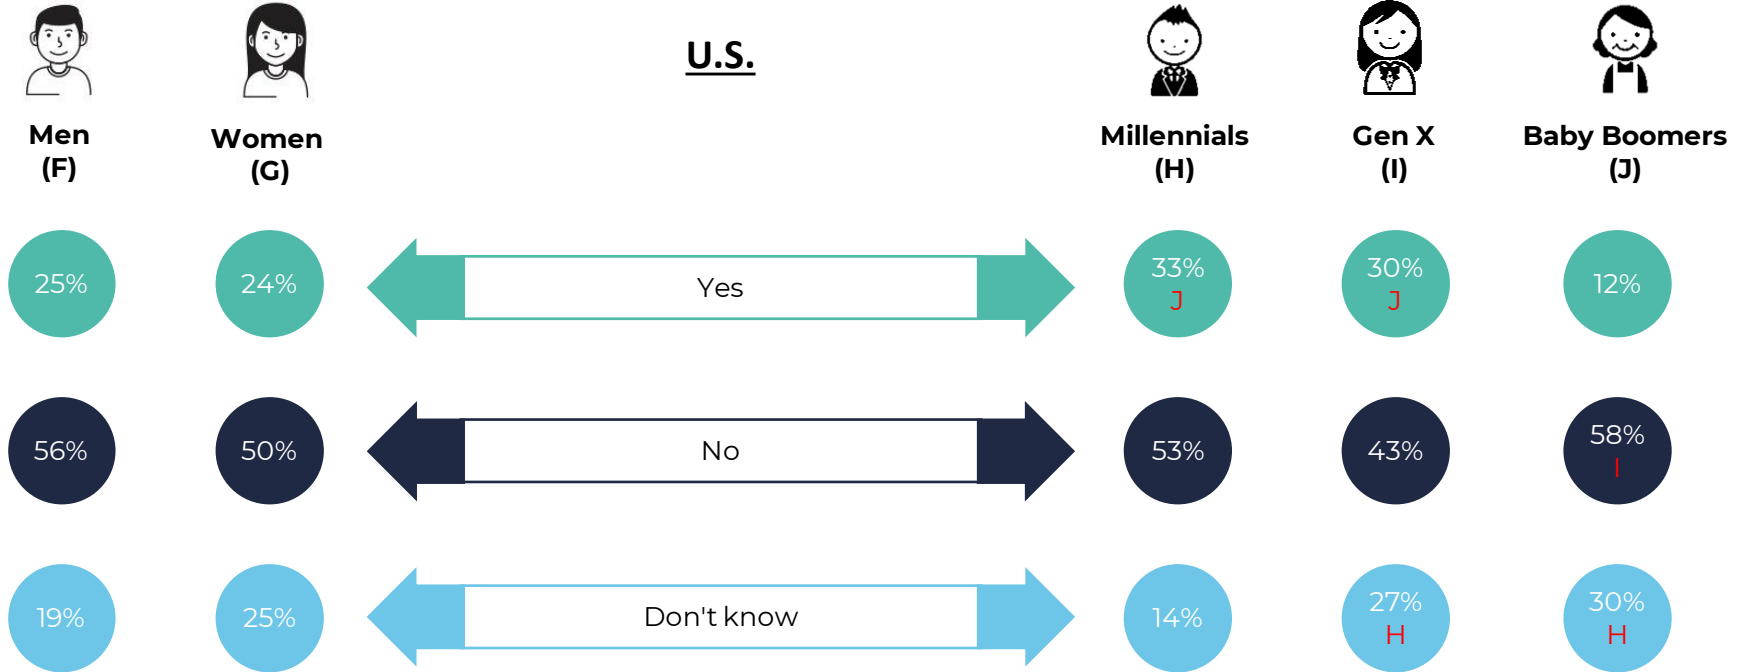 U.S.
Men
(F)
Women
(G)
Millennials
(H)
Gen X
(I)
Baby Boomers
(J)
25%
24%
Yes
33%
J
30%
J
12%
56%
50%
No
53%
43%
58%
I
19%
25%
Don't know
14%
27%
H
30%
H